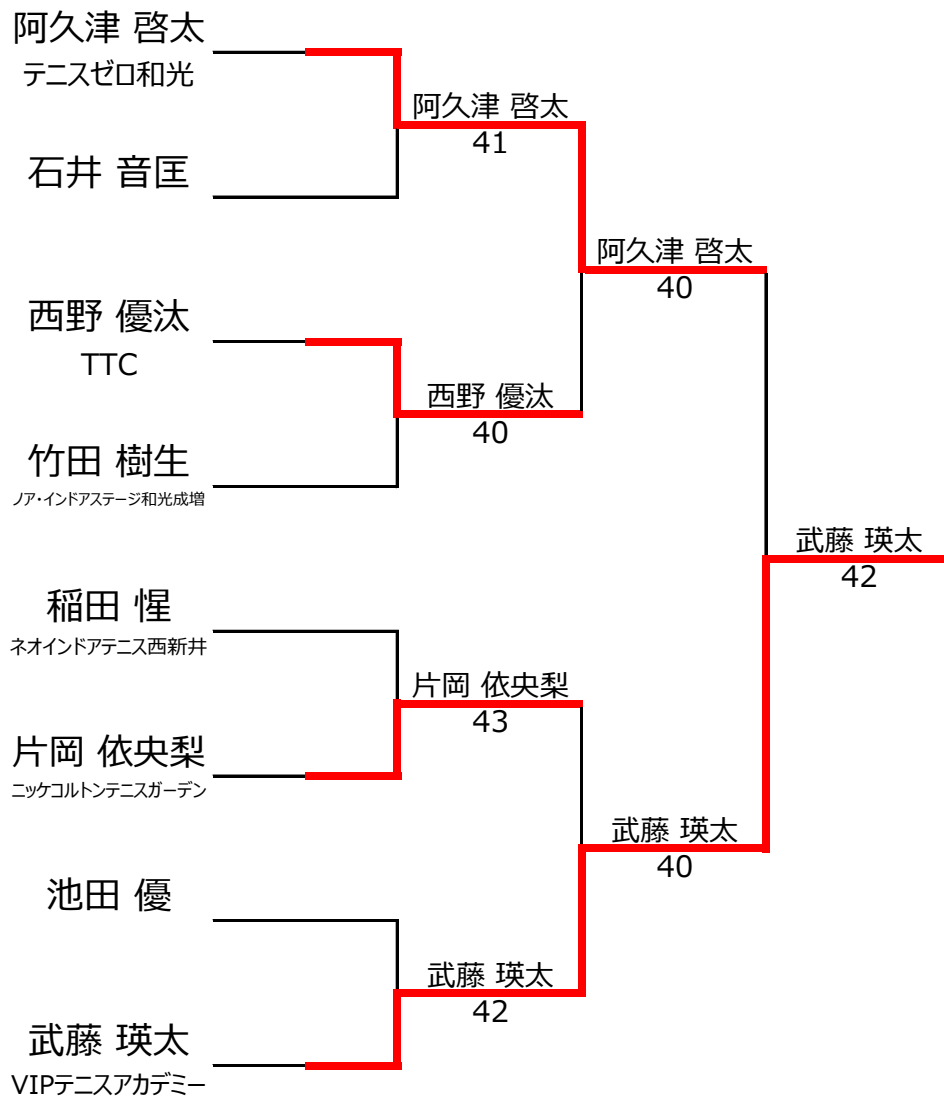 阿久津 啓太
テニスゼロ和光
阿久津 啓太
41
石井 音匡
阿久津 啓太
40
西野 優汰
TTC
西野 優汰
40
竹田 樹生
ノア・インドアステージ和光成増
武藤 瑛太
42
稲田 惺
ネオインドアテニス西新井
片岡 依央梨
43
片岡 依央梨
ニッケコルトンテニスガーデン
武藤 瑛太
40
池田 優
武藤 瑛太
42
武藤 瑛太
VIPテニスアカデミー